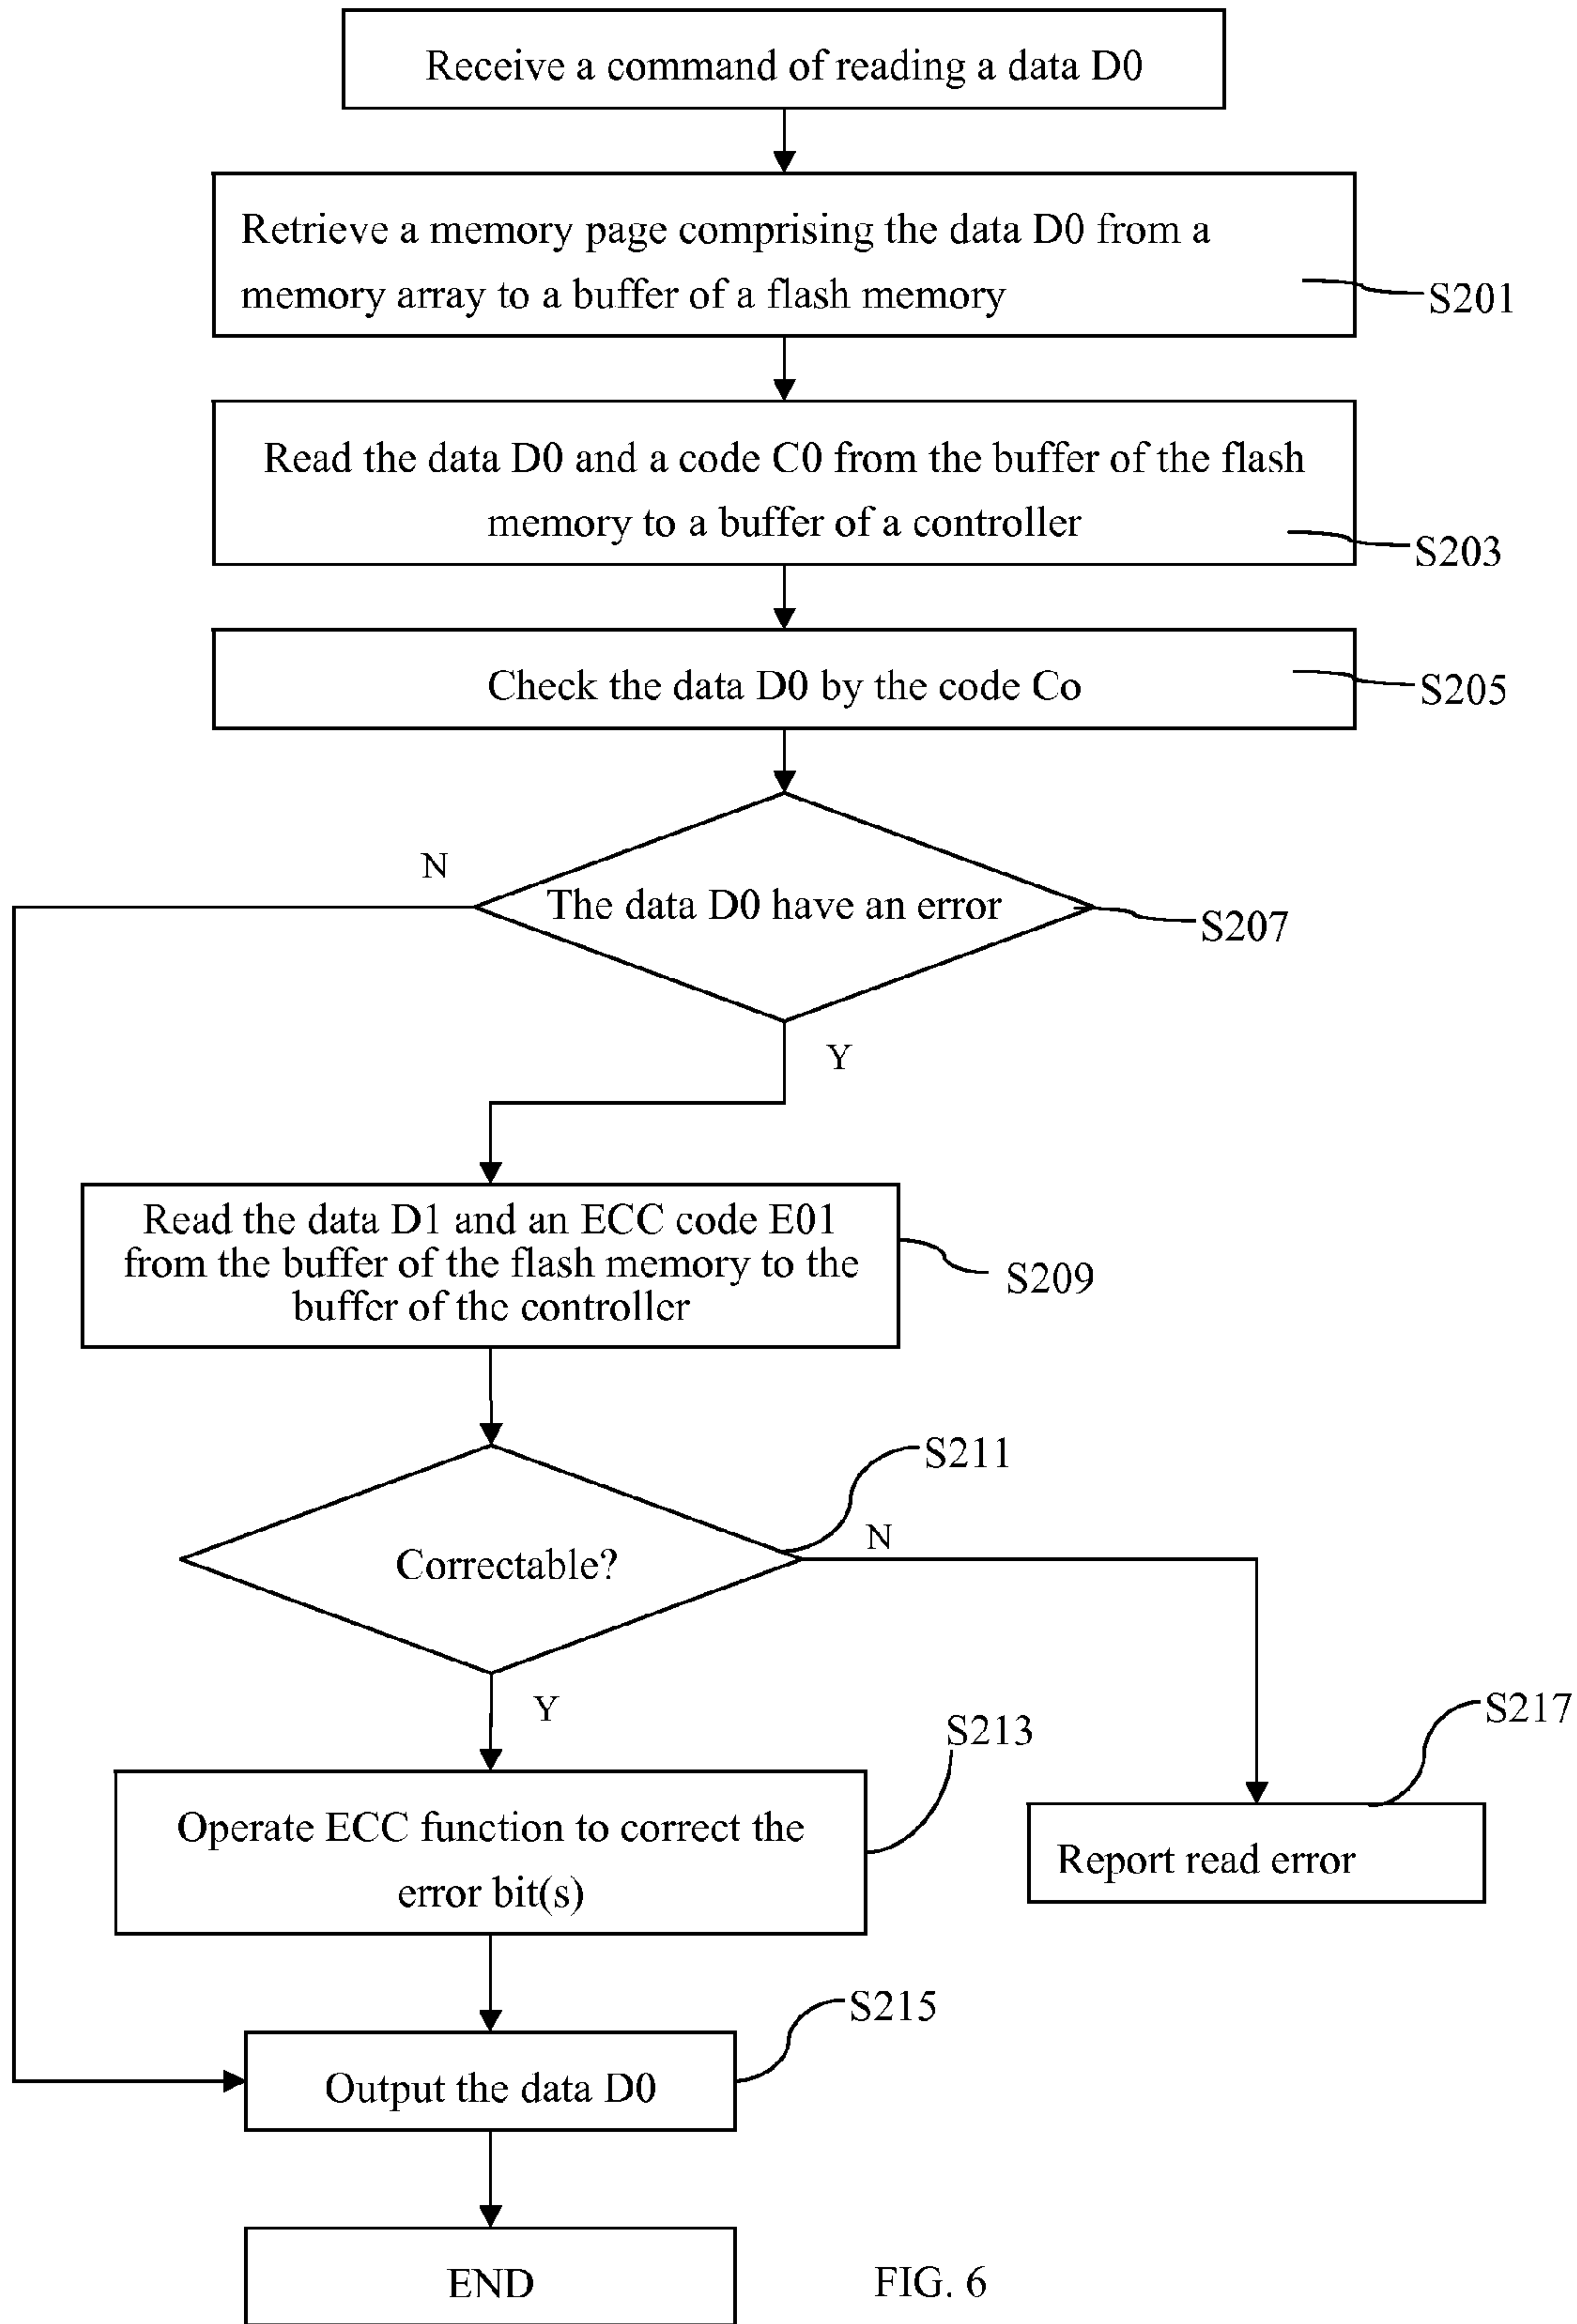 Receive a command of reading a data D0
Retrieve a memory page comprising the data D0 from a
memory array to a buffer of a flash memory
S201
Read the data D0 and a code C0 from the buffer of the flash
memory to a buffer of a controller
S203
Check the data D0 by the code Co
S205
N
The data D0 have an error
S207
Y
Read the data D1 and an ECC code E01
from the buffer of the flash memory to the
buffer of the controller
S209
S211
Correctable?
N
Y
S213
S217
Operate ECC function to correct the
error bit(s)
Report read error
S215
Output the data D0
END
FIG. 6